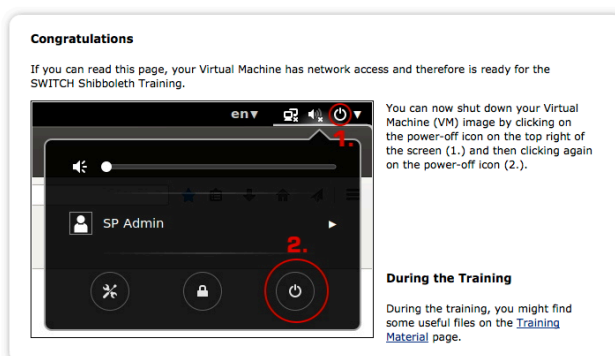 Congratulations
If you can read this page, your Virtual Machine has network access and therefore is ready for the
SWITCH Shibboleth Training.
en
1.
SP Admin
2.
You can now shut down your Virtual
Machine (VM) image by clicking on
the power-off icon on the top right of
the screen (1.) and then clicking again
on the power-off icon (2.).
During the Training
During the training, you might find
some useful files on the Training
Material page.